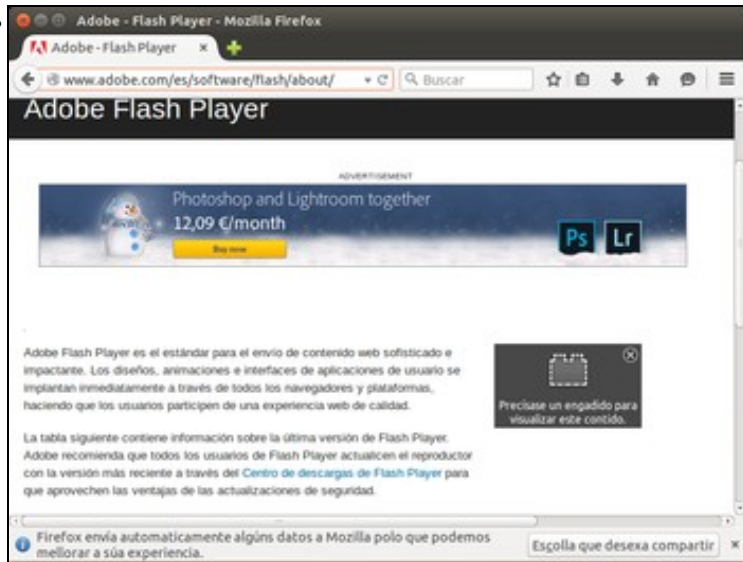 Adobe - Flash Player - Mozilla Firefox
Adobe - Flash Player
www.adobe.com/es/software/flash/about/
Buscar
Adobe Flash Player
ADVERTISEMENT
Photoshop and Lightroom together
12,09 €/month
Buy now
Ps Lr
Adobe Flash Player es el estándar para el envío de contenido web sofisticado e
impactante. Los diseños, animaciones e interfaces de aplicaciones de usuario se
implantan inmediatamente a través de todos los navegadores y plataformas,
haciendo que los usuarios participen de una experiencia web de calidad.
Precísase un engadido para
visualizar este contido.
La tabla siguiente contiene información sobre la última versión de Flash Player.
Adobe recomienda que todos los usuarios de Flash Player actualicen el reproductor
con la versión más reciente a través del Centro de descargas de Flash Player para
que aprovechen las ventajas de las actualizaciones de seguridad.
Firefox envía automaticamente algúns datos a Mozilla polo que podemos
mellorar a súa experiencia.
Escolla que desexa compartir